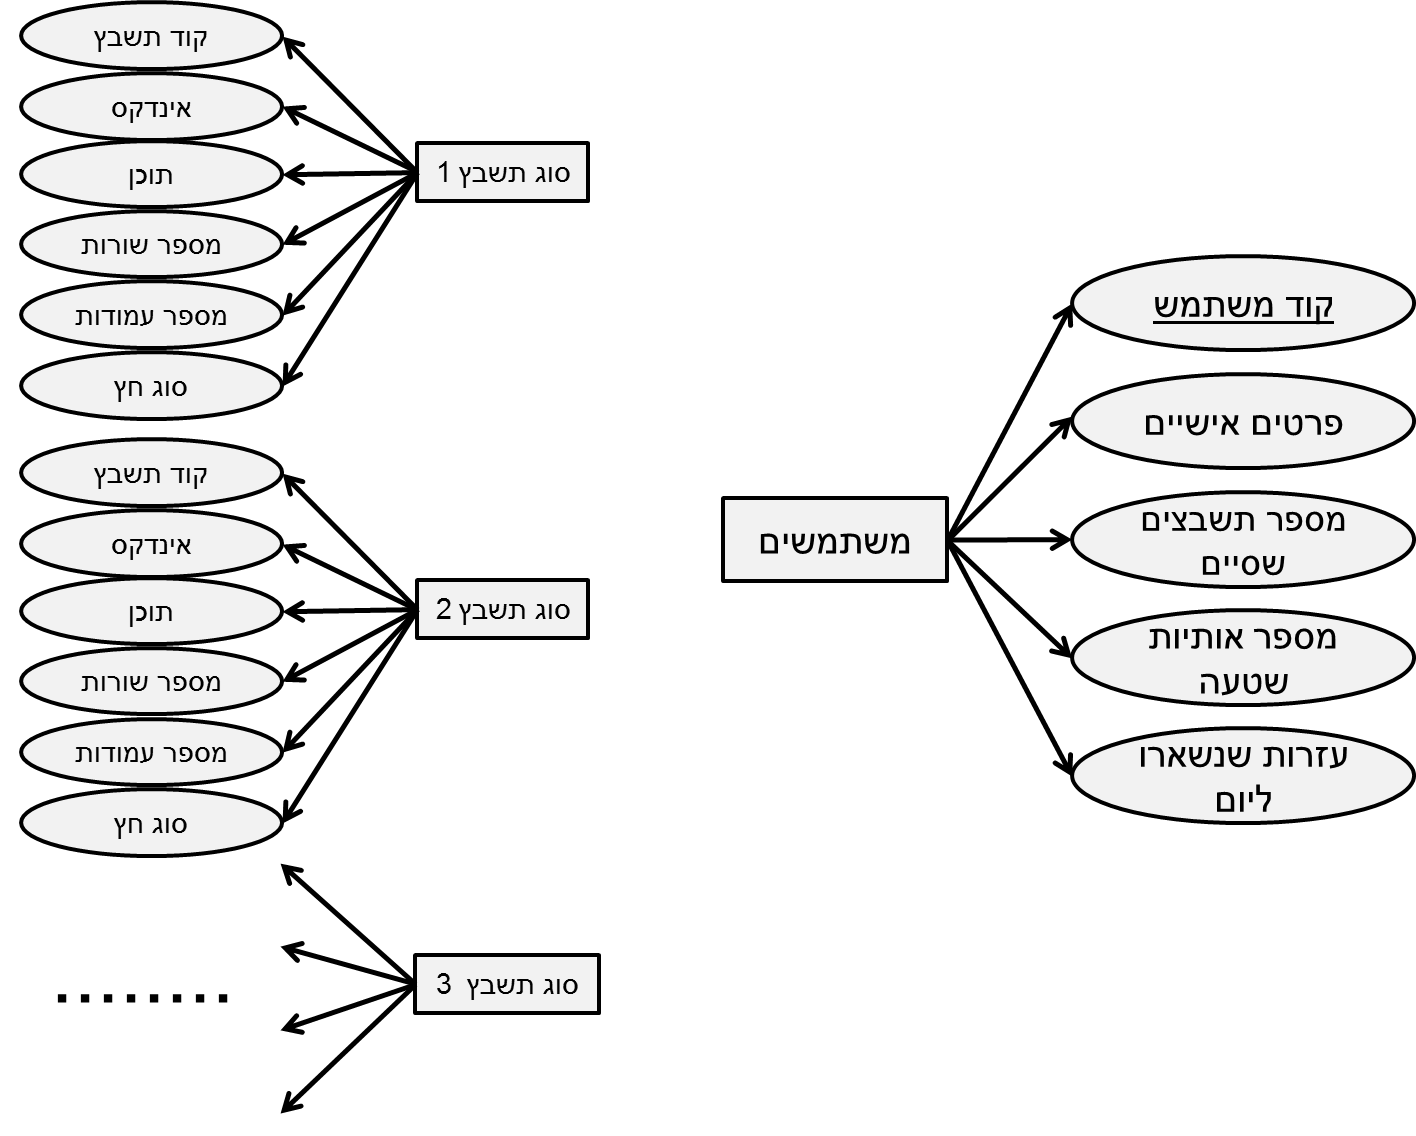 משתמשים
קוד משתמש
פרטים אישיים
מספר תשבצים
שסיים
מספר אותיות
שטעה
עזרות שנשארו
ליום
סוג תשבץ 1
קוד תשבץ
אינדקס
תוכן
מספר שורות
מספר עמודות
סוג חץ
סוג תשבץ 2
קוד תשבץ
אינדקס
תוכן
מספר שורות
מספר עמודות
סוג חץ
סוג תשבץ 3
........